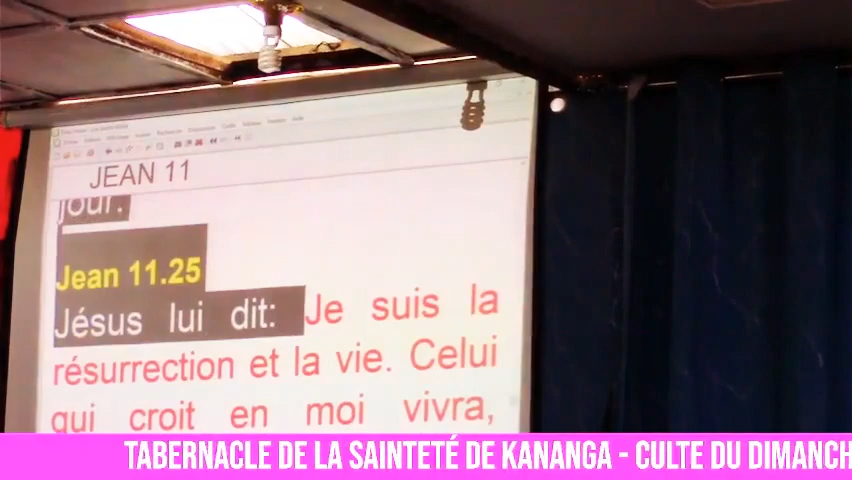 JEAN 11
jour.
Jean 11.25
Jésus lui dit: Je suis la
résurrection et la vie. Celui
qui croit en moi vivra,
TABERNACLE DE LA SAINTETÉ DE KANANGA - CULTE DU DIMANCH